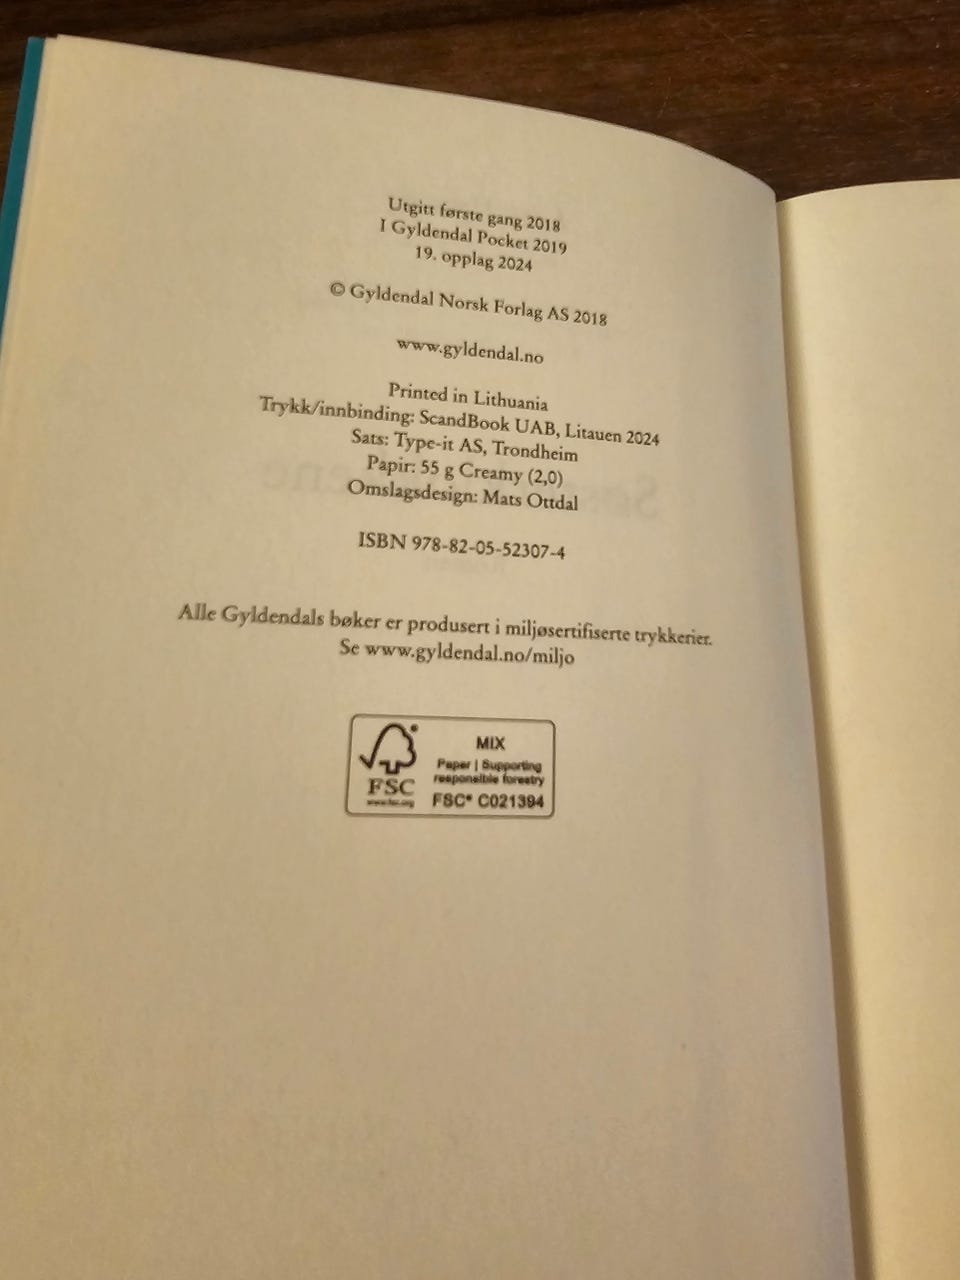 Utgitt første gang 2018
I Gyldendal Pocket 2019
19. opplag 2024
© Gyldendal Norsk Forlag AS 2018
www.gyldendal.no
Printed in Lithuania
Trykk/innbinding: ScandBook UAB, Litauen 2024
Sats: Type-it AS, Trondheim
Papir: 55 g Creamy (2,0)
Omslagsdesign: Mats Ottdal
ISBN 978-82-05-52307-4
Alle Gyldendals bøker er produsert i miljøsertifiserte trykkerier.
Se www.gyldendal.no/miljo
FSC
www.fsc.org
MIX
Paper | Supporting
responsible forestry
FSC® C021394